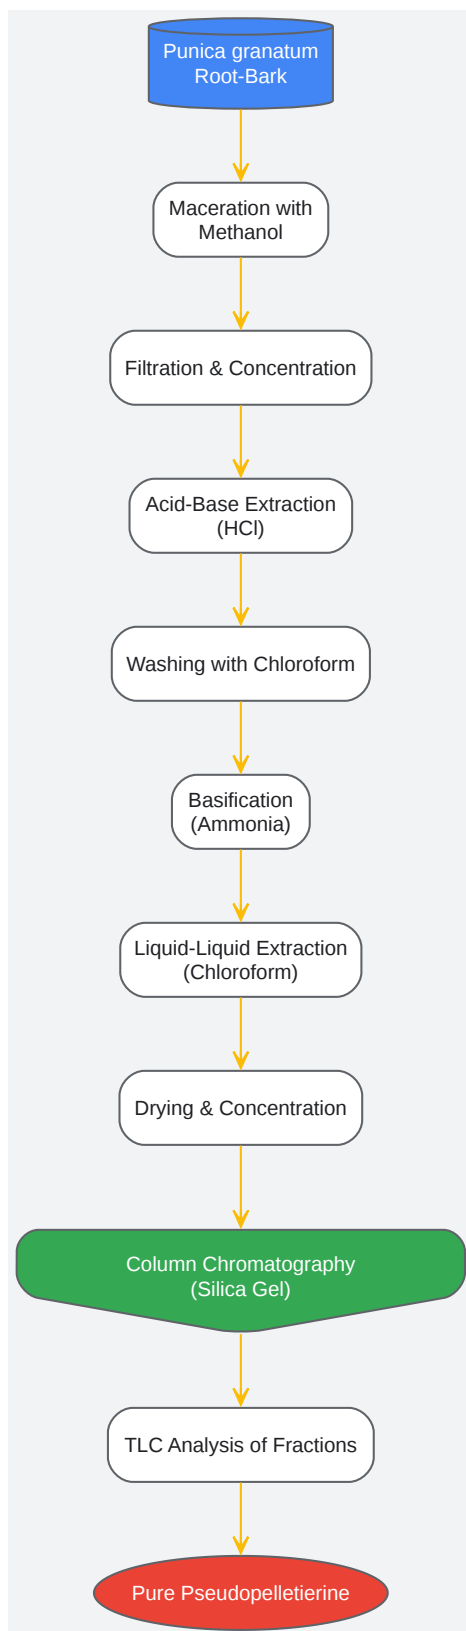 Punica granatum
Root-Bark
Maceration with
Methanol
Filtration & Concentration
Acid-Base Extraction
(HCl)
Washing with Chloroform
Basification
(Ammonia)
Liquid-Liquid Extraction
(Chloroform)
Drying & Concentration
Column Chromatography
(Silica Gel)
TLC Analysis of Fractions
Pure Pseudopelletierine